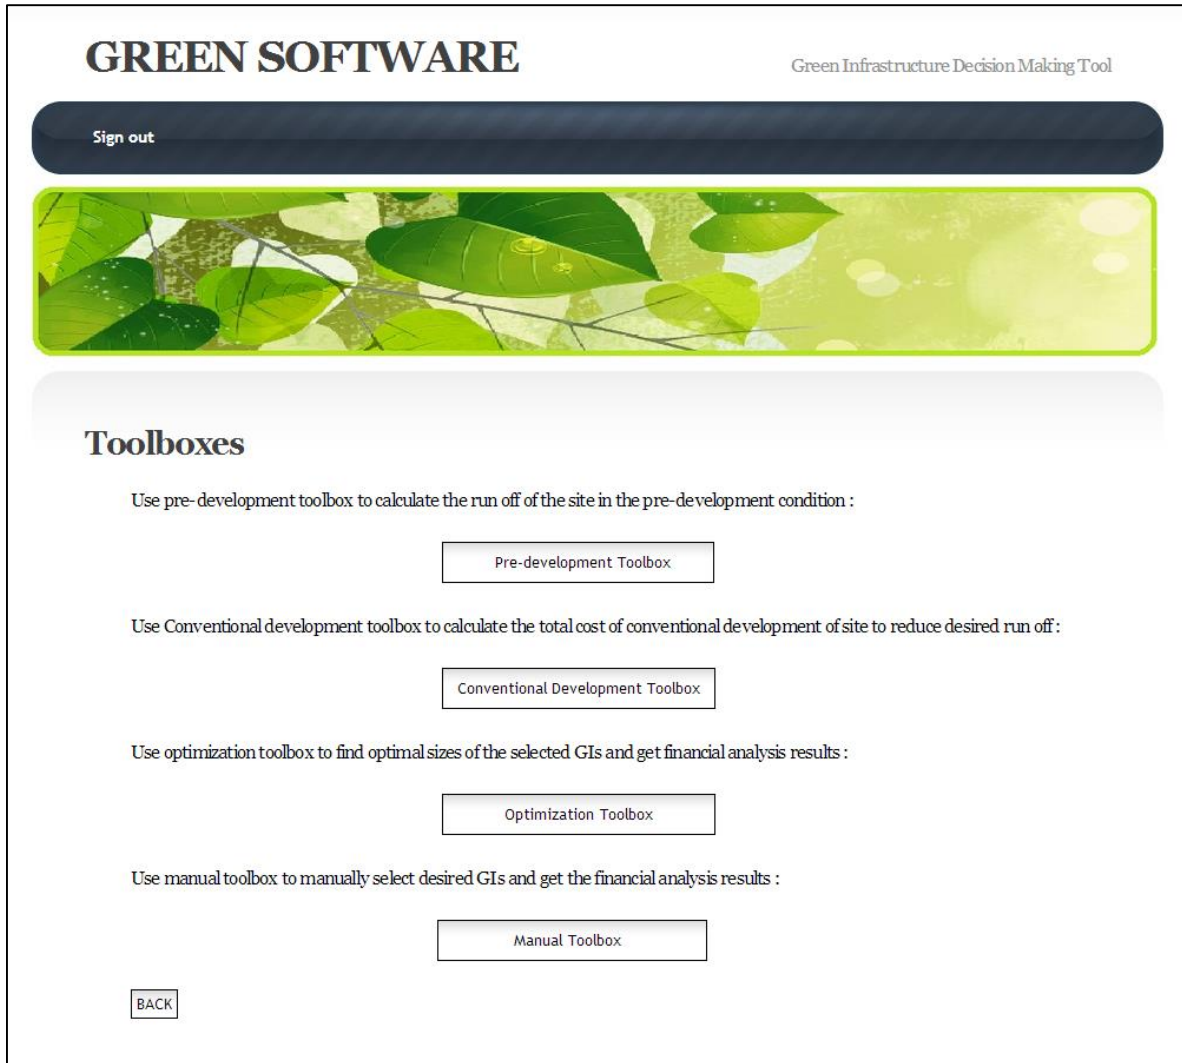 GREEN SOFTWARE
Green Infrastructure Decision Making Tool
Sign out
Toolboxes
Use pre-development toolbox to calculate the run off of the site in the pre-development condition :
Pre-development Toolbox
Use Conventional development toolbox to calculate the total cost of conventional development of site to reduce desired run off :
Conventional Development Toolbox
Use optimization toolbox to find optimal sizes of the selected GIs and get financial analysis results :
Optimization Toolbox
Use manual toolbox to manually select desired GIs and get the financial analysis results :
Manual Toolbox
BACK